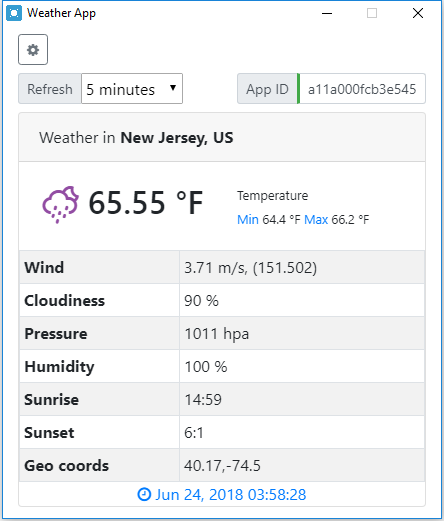 Weather App
Refresh 5 minutes App ID a11a000fcb3e545
Weather in New Jersey, US
65.55 °F
Temperature
Min 64.4 °F Max 66.2 °F
Wind 3.71 m/s, (151.502)
Cloudiness 90 %
Pressure 1011 hpa
Humidity 100 %
Sunrise 14:59
Sunset 6:1
Geo coords 40.17,-74.5
Jun 24, 2018 03:58:28